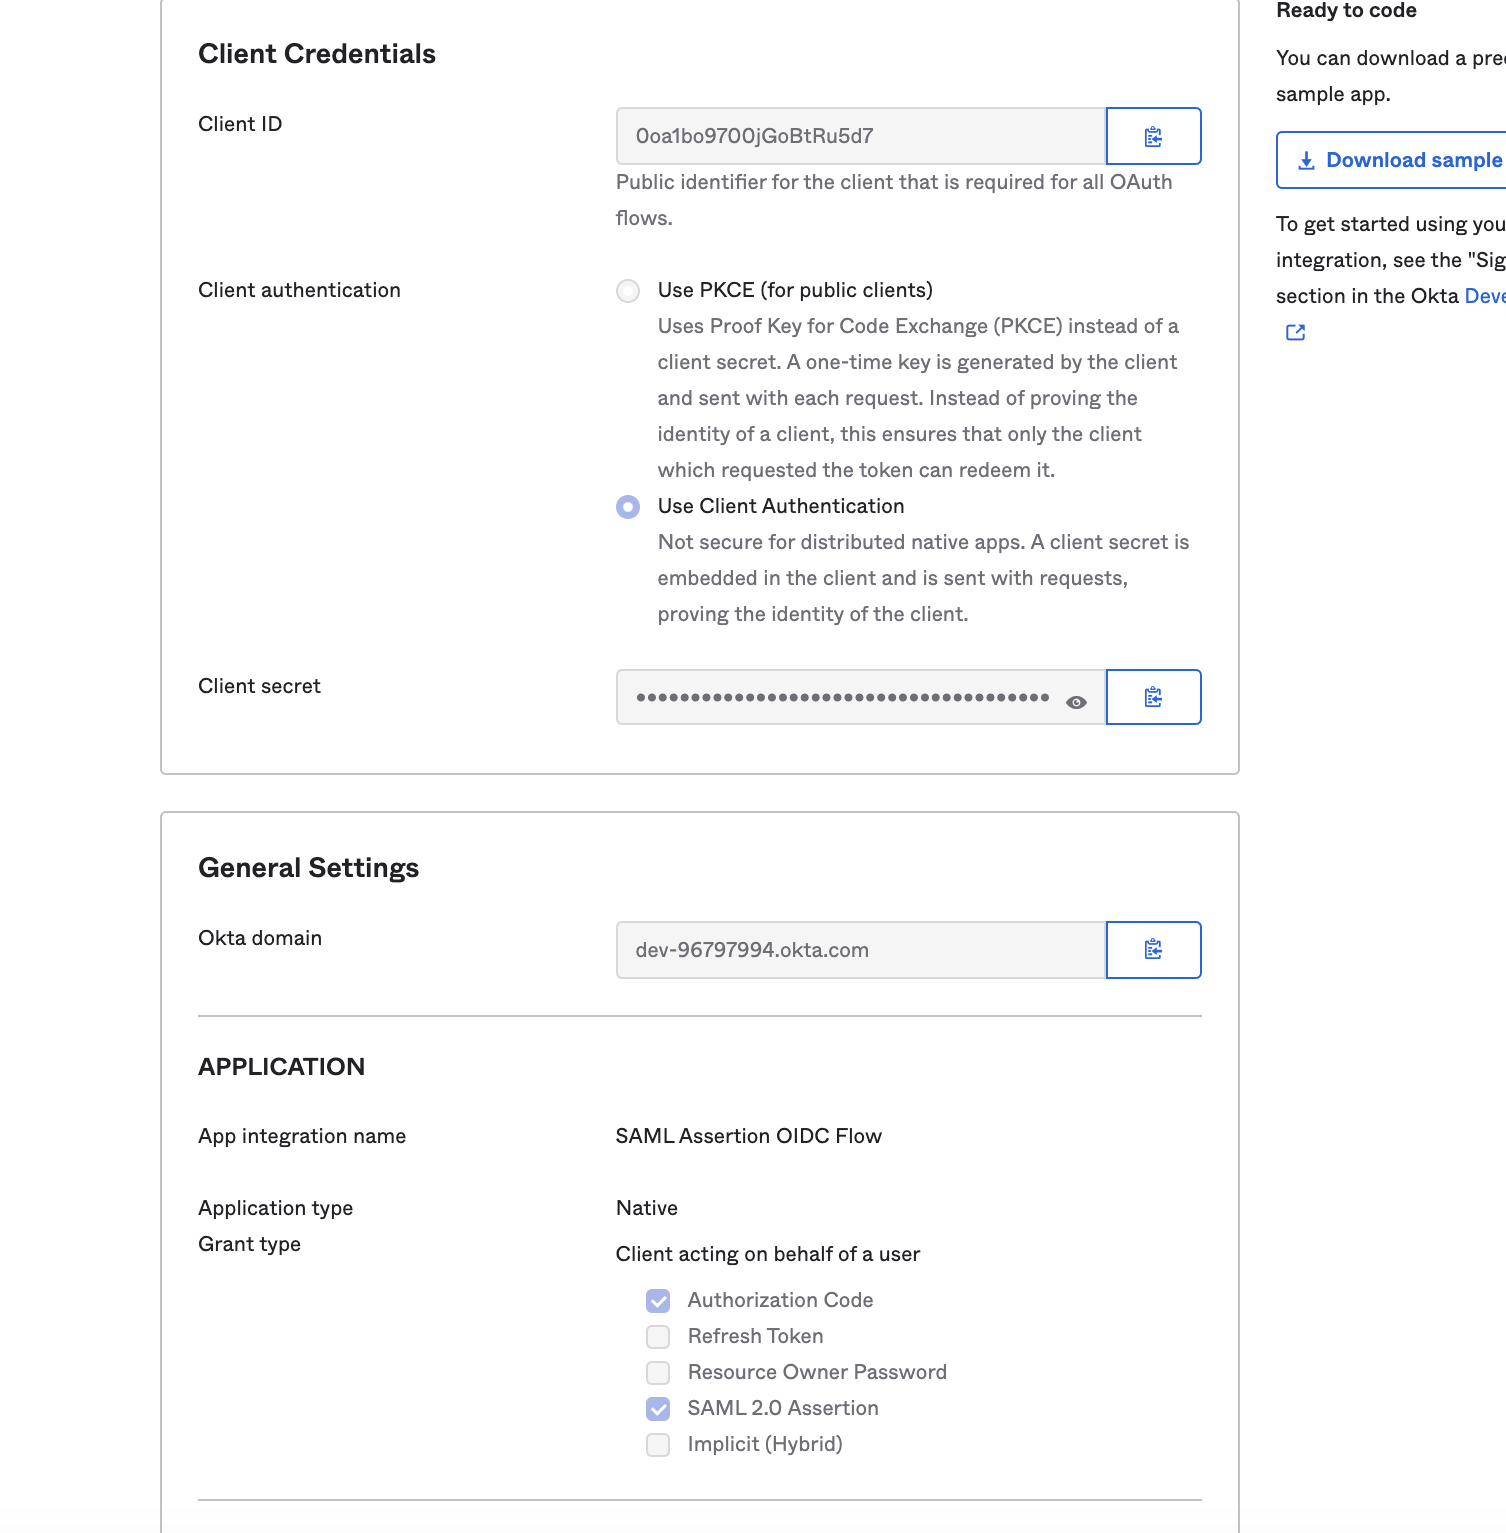 Client Credentials
Client ID
0oa1bo9700jGoBtRu5d7
Public identifier for the client that is required for all OAuth
flows.
Client authentication
Use PKCE (for public clients)
Uses Proof Key for Code Exchange (PKCE) instead of a
client secret. A one-time key is generated by the client
and sent with each request. Instead of proving the
identity of a client, this ensures that only the client
which requested the token can redeem it.
Use Client Authentication
Not secure for distributed native apps. A client secret is
embedded in the client and is sent with requests,
proving the identity of the client.
Client secret
General Settings
Okta domain
dev-96797994.okta.com
APPLICATION
App integration name
SAML Assertion OIDC Flow
Application type
Native
Grant type
Client acting on behalf of a user
Authorization Code
Refresh Token
Resource Owner Password
SAML 2.0 Assertion
Implicit (Hybrid)
Ready to code
You can download a pre
sample app.
Download sample
To get started using you
integration, see the "Sig
section in the Okta Deve